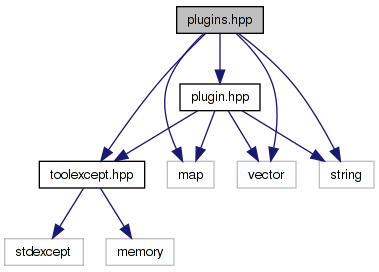 plugins.hpp
plugin.hpp
toolexcept.hpp
map
vector
string
stdexcept
memory